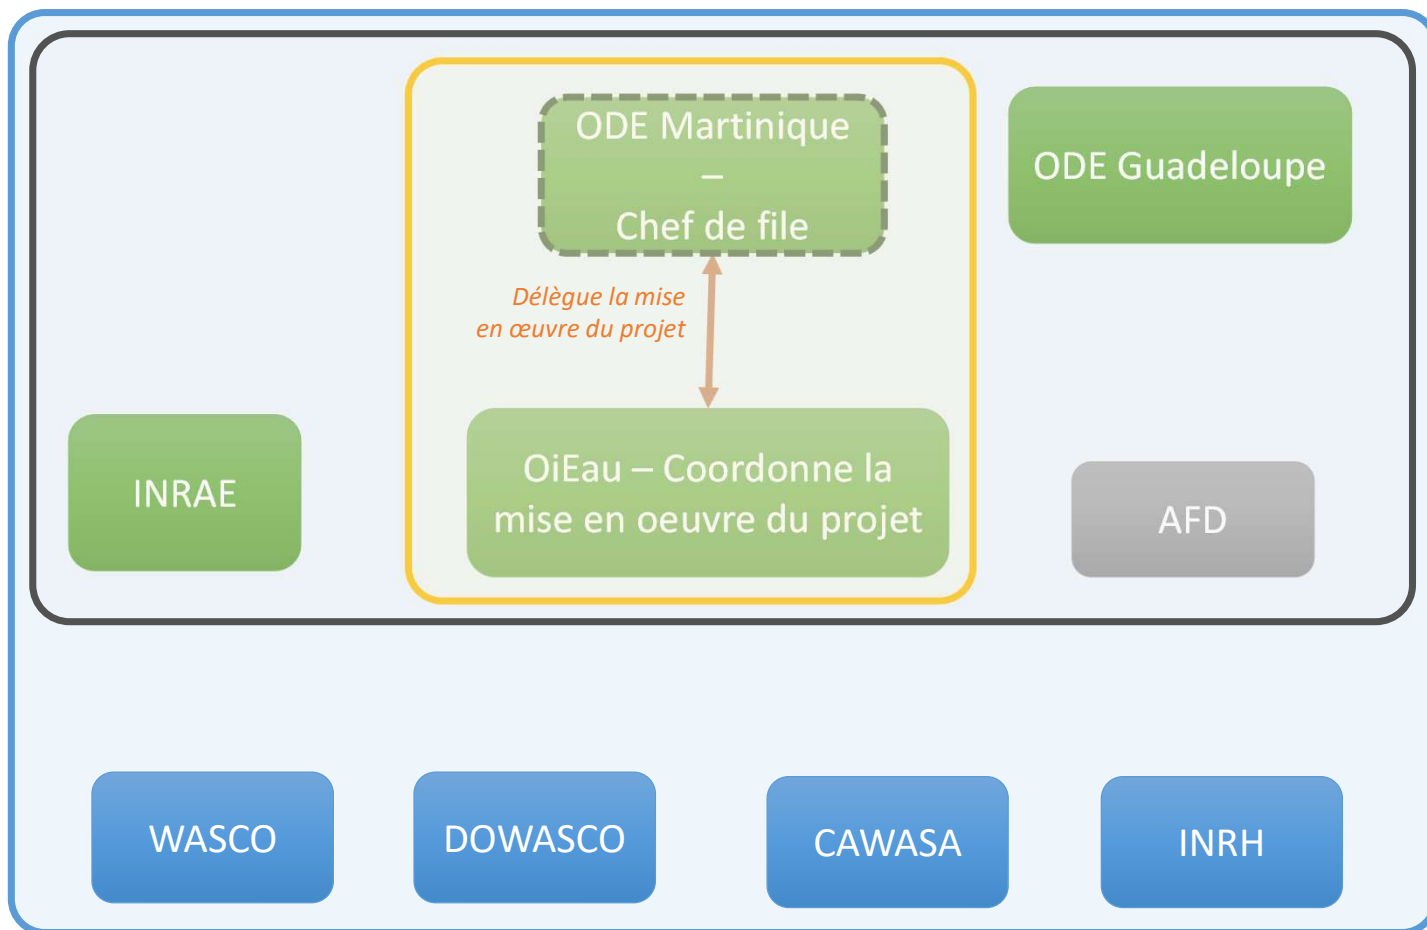 ODE Martinique
–
Chef de file
ODE Guadeloupe
Délègue la mise
en œuvre du projet
INRAE
OiEau – Coordonne la
mise en oeuvre du projet
AFD
WASCO
DOWASCO
CAWASA
INRH